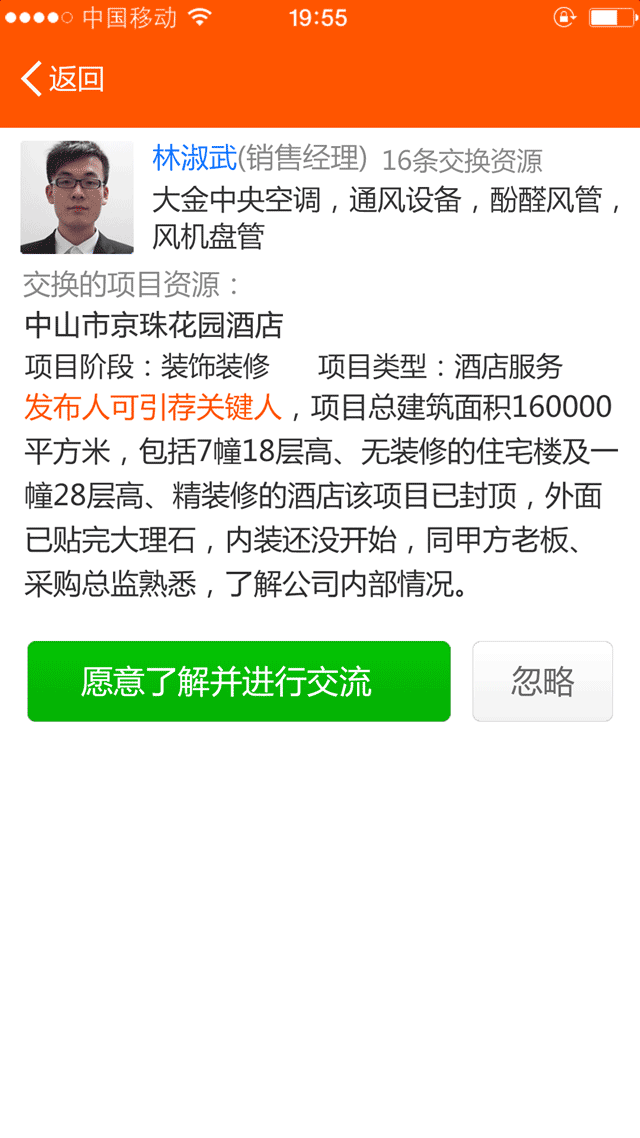 中国移动 19:55
返回
林淑武(销售经理) 16条交换资源
大金中央空调，通风设备，酚醛风管，
风机盘管
交换的项目资源：
中山市京珠花园酒店
项目阶段：装饰装修 项目类型：酒店服务
发布人可引荐关键人，项目总建筑面积160000
平方米，包括7幢18层高、无装修的住宅楼及一
幢28层高、精装修的酒店该项目已封顶，外面
已贴完大理石，内装还没开始，同甲方老板、
采购总监熟悉，了解公司内部情况。
愿意了解并进行交流 忽略